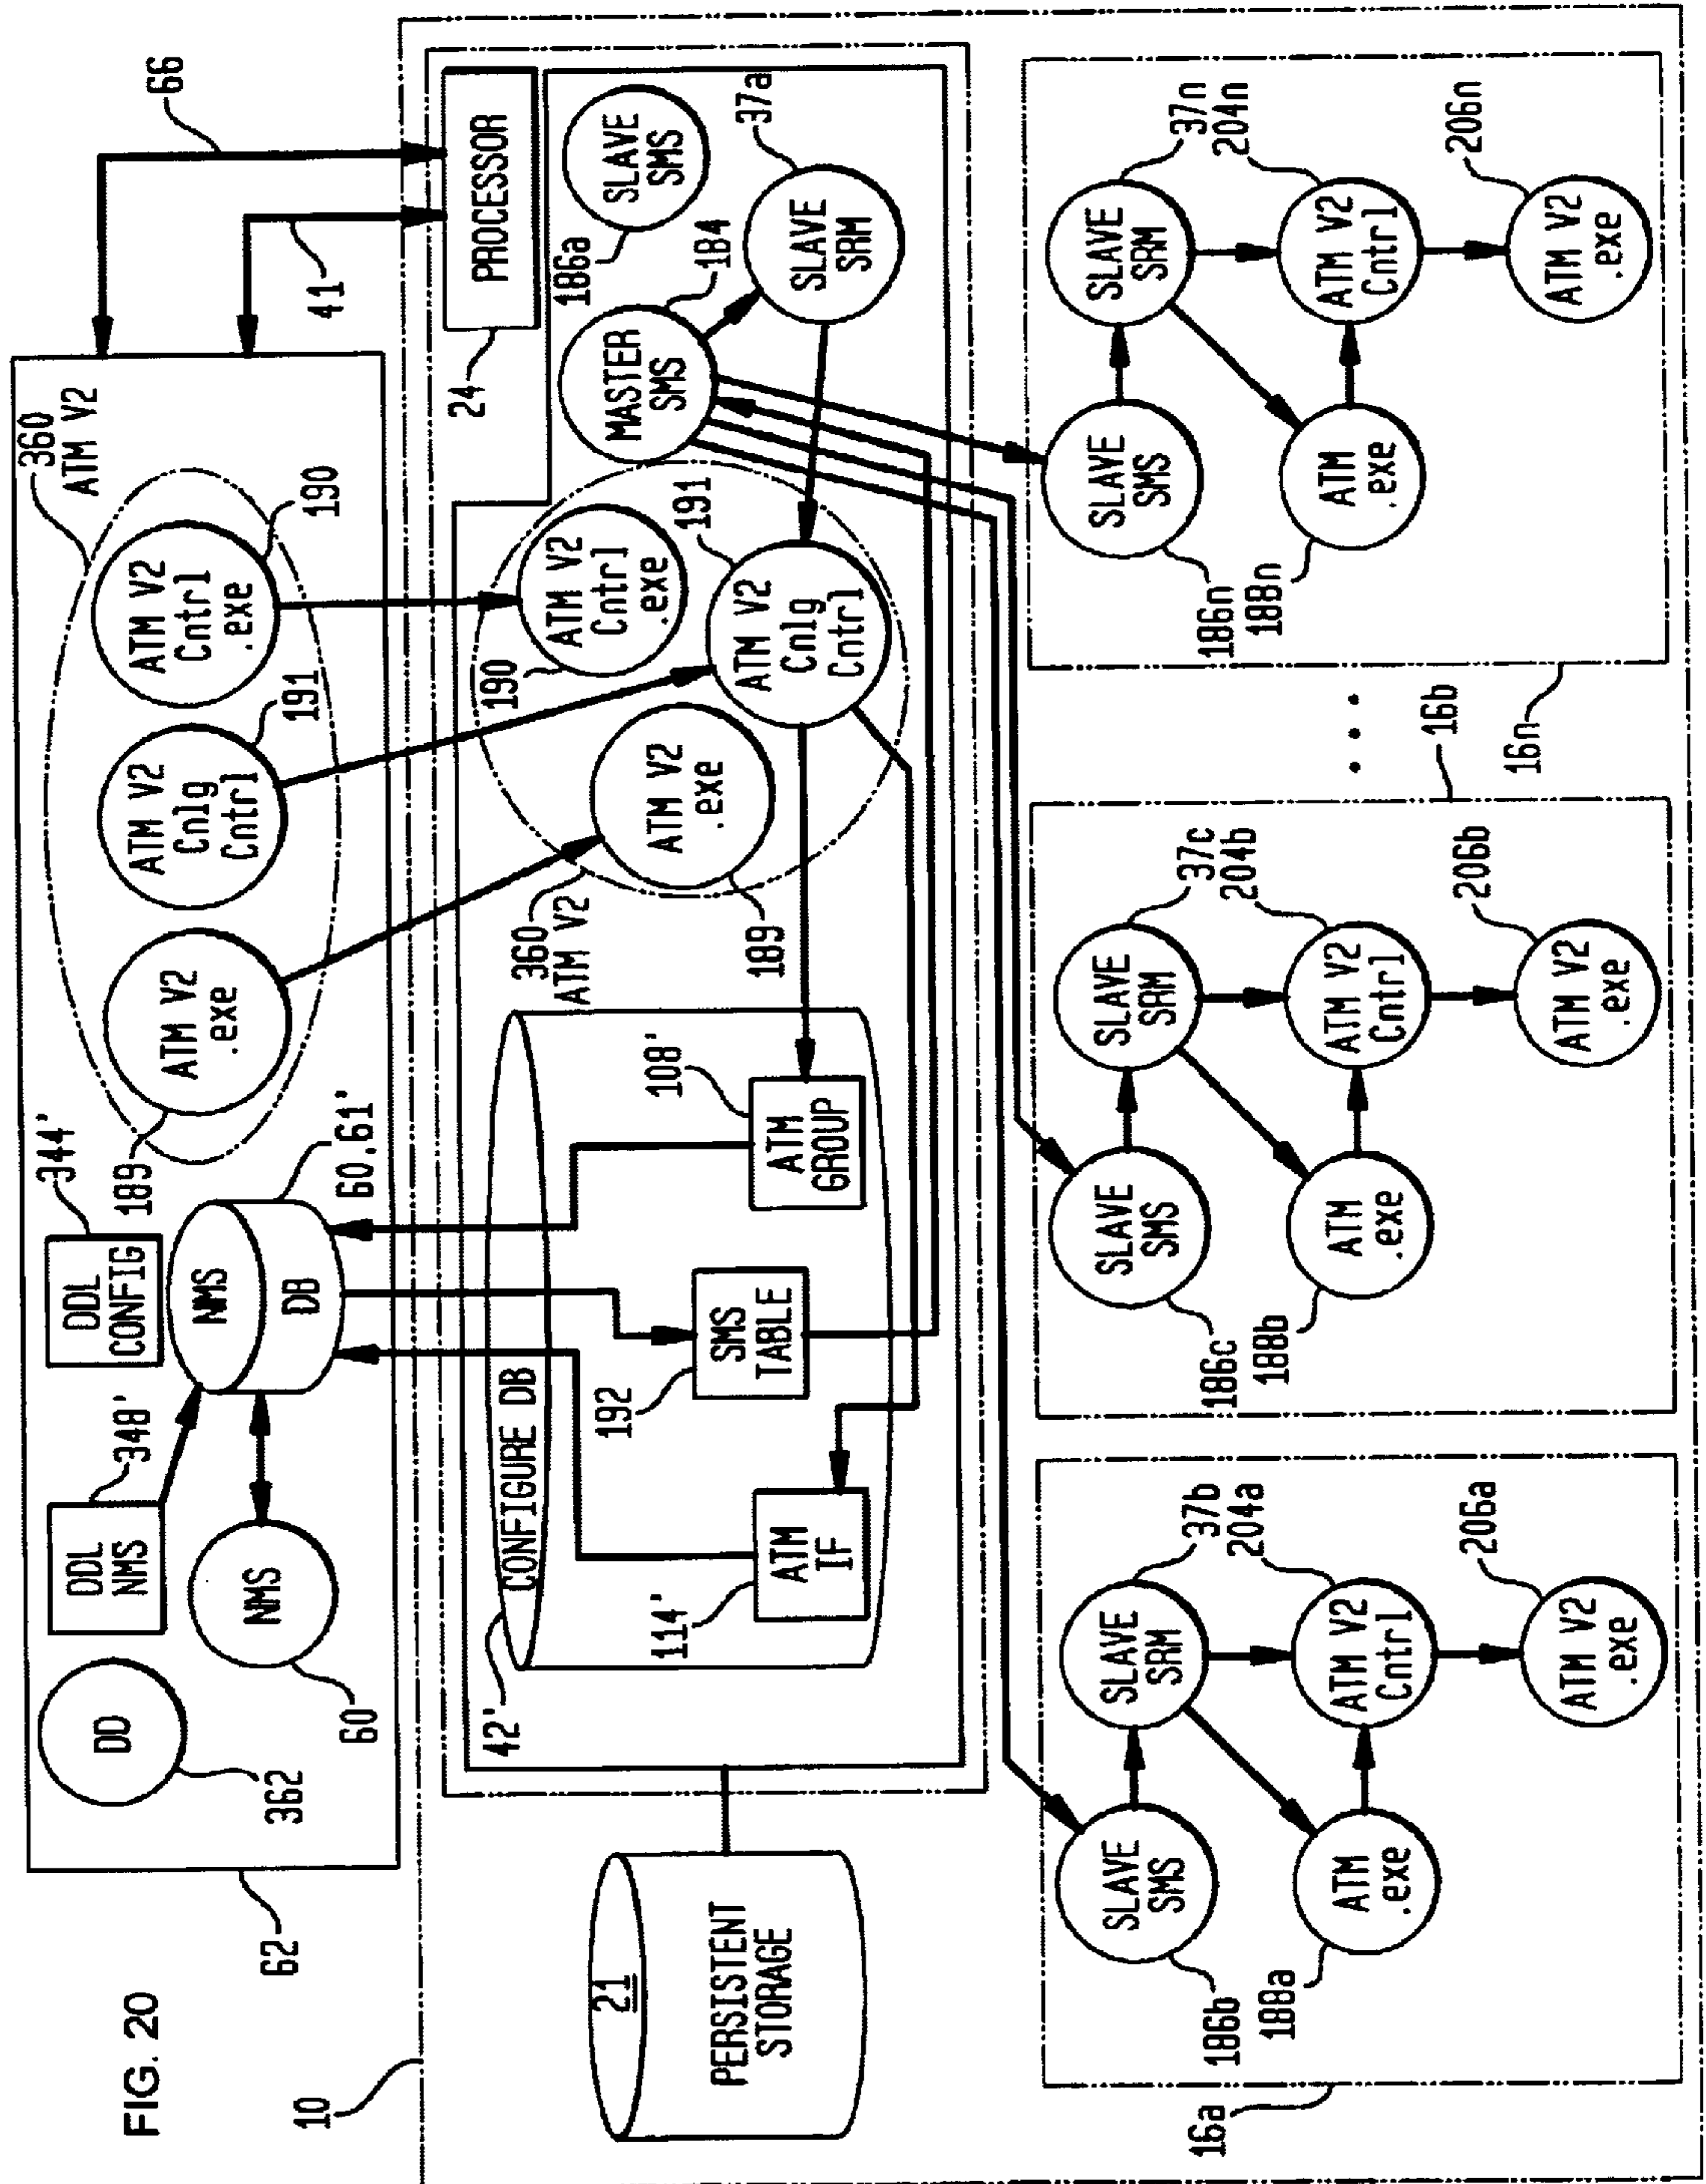 FIG. 20
10
62
DD
362
DDL
NMS
348'
NMS
60
DDL
CONFIG
344'
NMS
DB
60,61'
ATM V2
.exe
189
ATM V2
Cnlg
Cntrl
191
ATM V2
Cntrl
.exe
190
360
ATM V2
41
66
21
PERSISTENT
STORAGE
42'
CONFIGURE DB
ATM
IF
114'
SMS
TABLE
192
ATM
GROUP
108'
360
ATM V2
ATM V2
.exe
189
ATM V2
Cntrl
.exe
190
ATM V2
Cnlg
Cntrl
191
PROCESSOR
24
MASTER
SMS
184
SLAVE
SMS
186a
SLAVE
SRM
37a
16a
SLAVE
SMS
186b
SLAVE
SRM
37b
ATM
.exe
188a
ATM V2
Cntrl
204a
ATM V2
.exe
206a
SLAVE
SMS
186c
SLAVE
SRM
37c
ATM
.exe
188b
ATM V2
Cntrl
204b
ATM V2
.exe
206b
16b
• • •
16n
SLAVE
SMS
186n
SLAVE
SRM
37n
ATM
.exe
188n
ATM V2
Cntrl
204n
ATM V2
.exe
206n